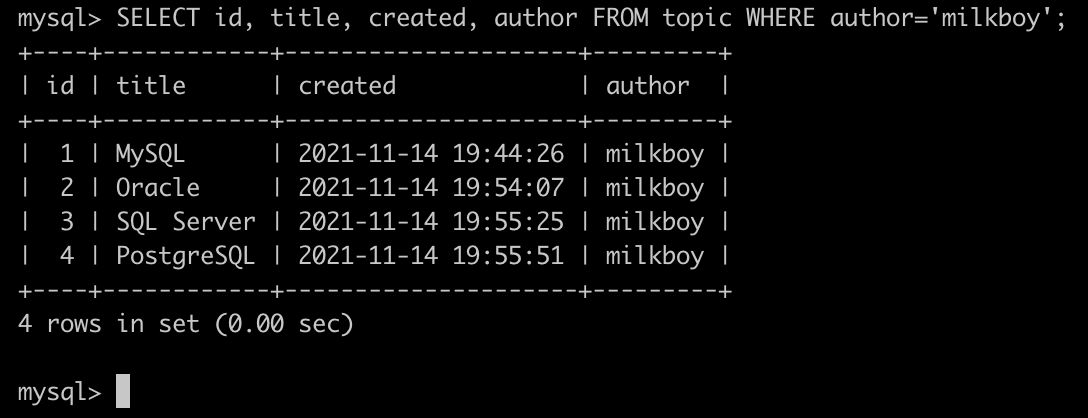 mysql> SELECT id, title, created, author FROM topic WHERE author='milkboy';
+----+------------+---------------------+---------+
| id | title      | created             | author  |
+----+------------+---------------------+---------+
|  1 | MySQL      | 2021-11-14 19:44:26 | milkboy |
|  2 | Oracle     | 2021-11-14 19:54:07 | milkboy |
|  3 | SQL Server | 2021-11-14 19:55:25 | milkboy |
|  4 | PostgreSQL | 2021-11-14 19:55:51 | milkboy |
+----+------------+---------------------+---------+
4 rows in set (0.00 sec)
mysql>